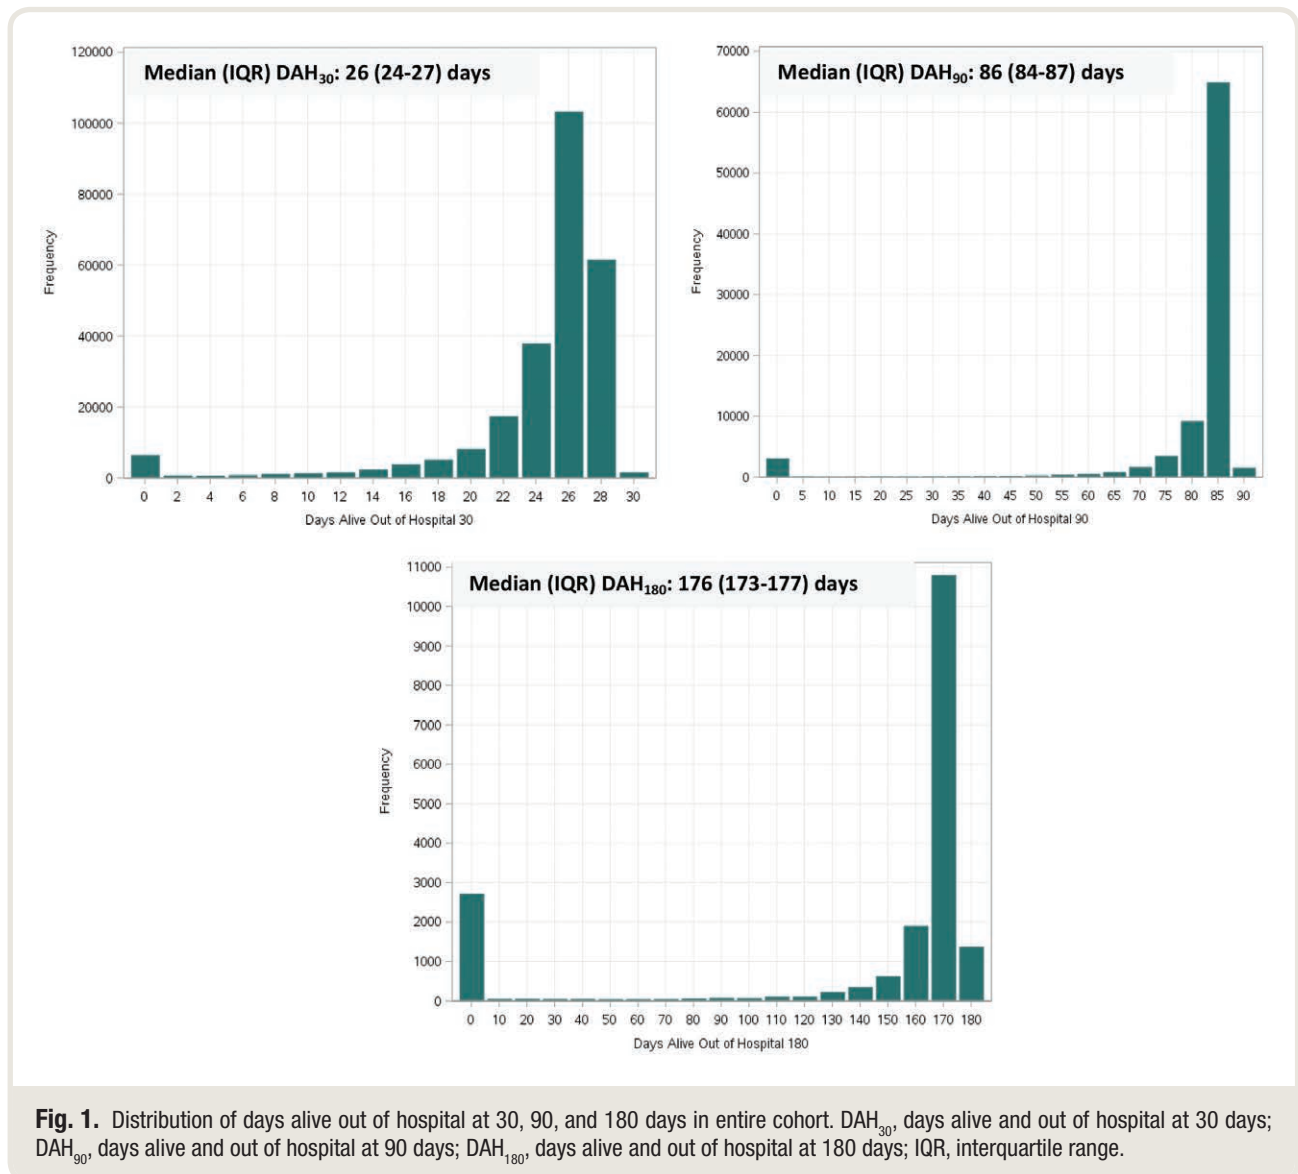 Median (IQR) DAH30: 26 (24-27) days
120000
100000
80000
60000
40000
20000
0
Frequency
0 2 4 6 8 10 12 14 16 18 20 22 24 26 28 30
Days Alive Out of Hospital 30
Median (IQR) DAH90: 86 (84-87) days
70000
60000
50000
40000
30000
20000
10000
0
Frequency
0 5 10 15 20 25 30 35 40 45 50 55 60 65 70 75 80 85 90
Days Alive Out of Hospital 90
Median (IQR) DAH180: 176 (173-177) days
11000
10000
9000
8000
7000
6000
5000
4000
3000
2000
1000
0
Frequency
0 10 20 30 40 50 60 70 80 90 100 110 120 130 140 150 160 170 180
Days Alive Out of Hospital 180
Fig. 1. Distribution of days alive out of hospital at 30, 90, and 180 days in entire cohort. DAH30, days alive and out of hospital at 30 days;
DAH90, days alive and out of hospital at 90 days; DAH180, days alive and out of hospital at 180 days; IQR, interquartile range.